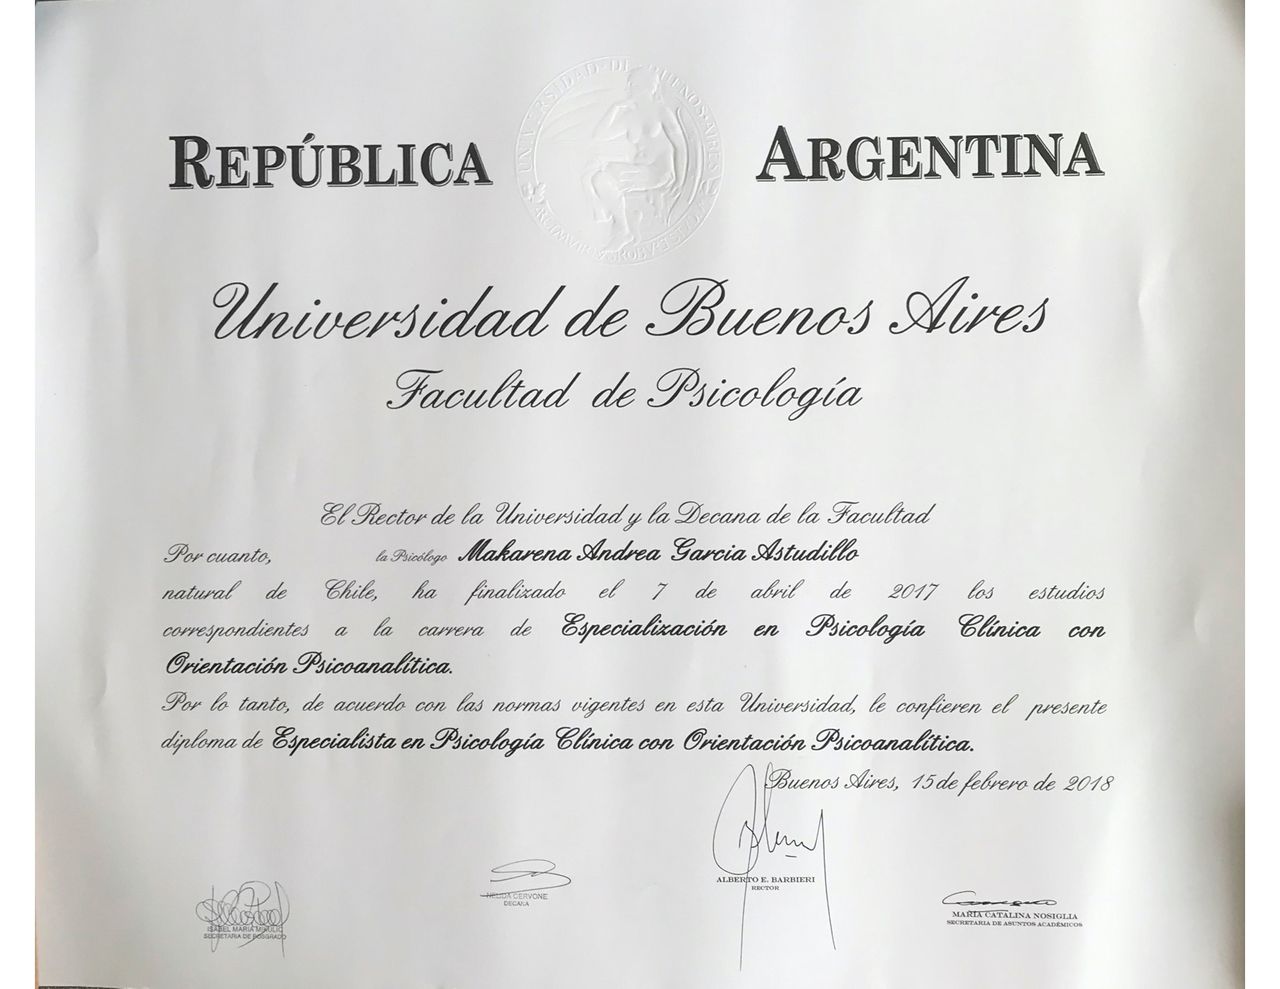 REPÚBLICA ARGENTINA
UNIVERSIDAD DE BUENOS AIRES
Universidad de Buenos Aires
Facultad de Psicología
El Rector de la Universidad y la Decana de la Facultad
Por cuanto, la Psicólogo Makarena Andrea Garcia Astudillo
natural de Chile, ha finalizado el 7 de abril de 2017 los estudios
correspondientes a la carrera de Especialización en Psicología Clínica con
Orientación Psicoanalítica.
Por lo tanto, de acuerdo con las normas vigentes en esta Universidad, le confieren el presente
diploma de Especialista en Psicología Clínica con Orientación Psicoanalítica.
Buenos Aires, 15 de febrero de 2018
ALBERTO E. BARBIERI
RECTOR
NELIDA CERVONE
DECANA
MARÍA CATALINA NOSIGLIA
SECRETARIA DE ASUNTOS ACADÉMICOS
ISABEL MARIA MIKULIC
SECRETARIA DE POSGRADO